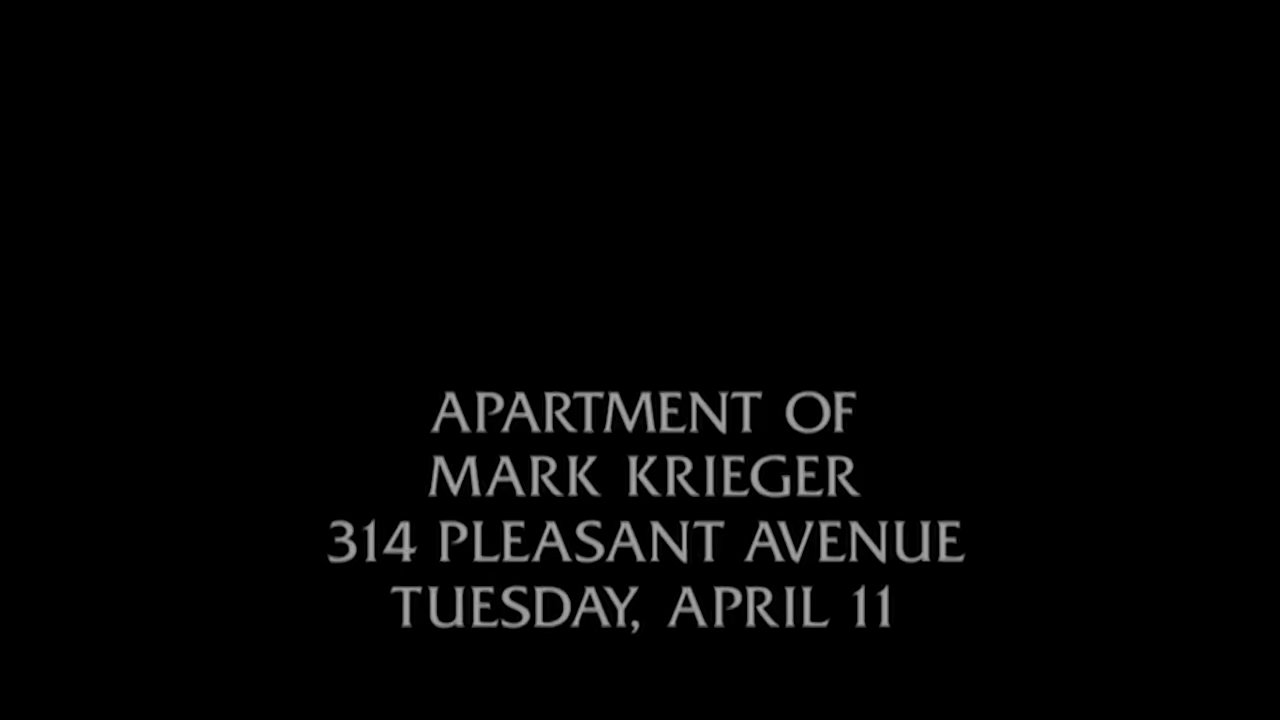 APARTMENT OF
MARK KRIEGER
314 PLEASANT AVENUE
TUESDAY, APRIL 11